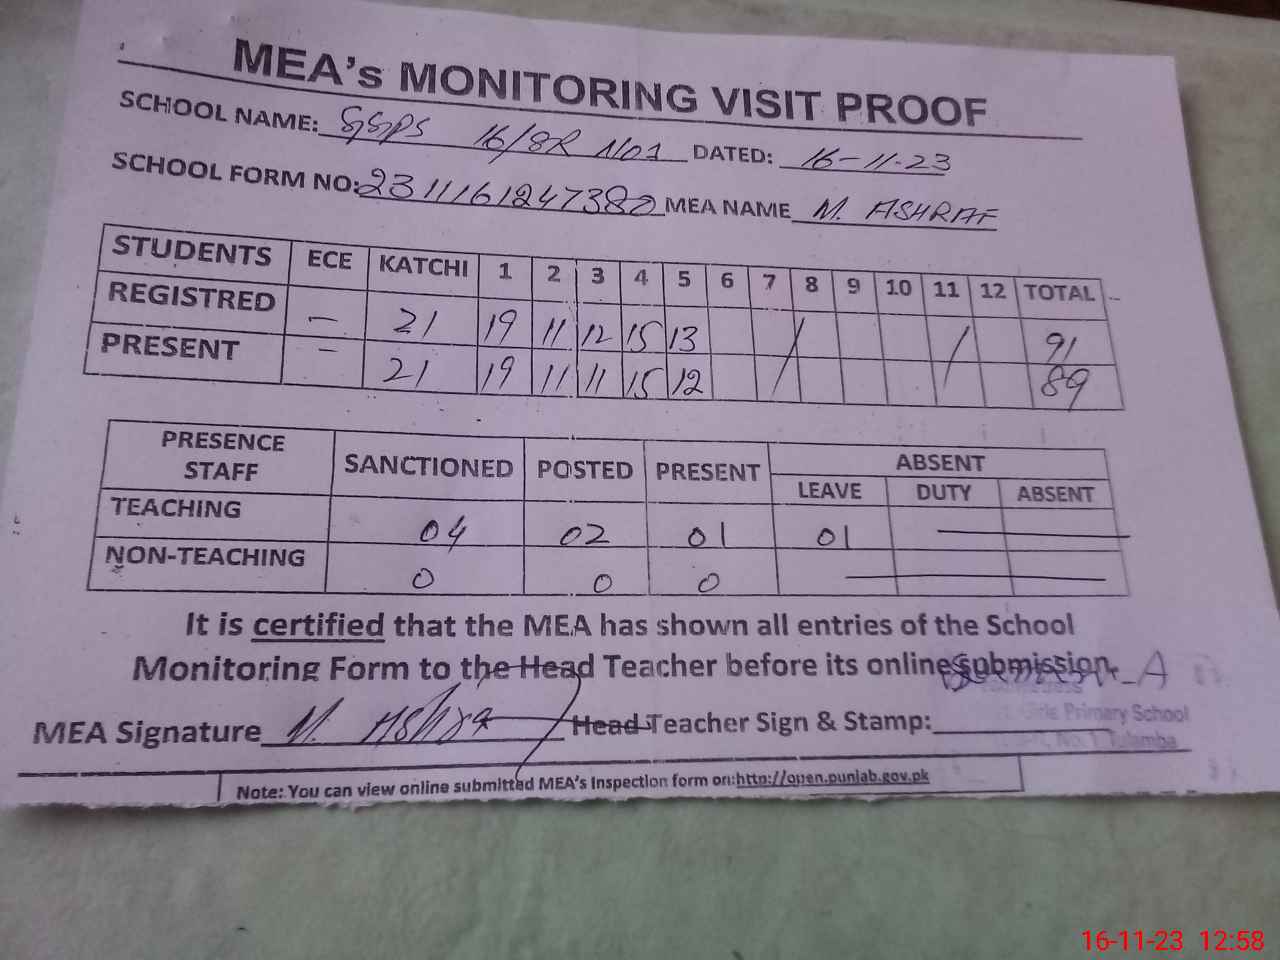 MEA's MONITORING VISIT PROOF
SCHOOL NAME: GGPS 16/8R NO1 DATED: 16-11-23
SCHOOL FORM NO: 2311161247382 MEA NAME M. ASHRAF
STUDENTS ECE KATCHI 1 2 3 4 5 6 7 8 9 10 11 12 TOTAL
REGISTRED – 21 19 11 12 15 13 91
PRESENT – 21 19 11 11 15 12 89
PRESENCE STAFF SANCTIONED POSTED PRESENT ABSENT
LEAVE DUTY ABSENT
TEACHING 04 02 01 01 —
NON-TEACHING 0 0 0 —
It is certified that the MEA has shown all entries of the School
Monitoring Form to the Head Teacher before its online submission.
MEA Signature M. Ashra Head Teacher Sign & Stamp:
Girls Primary School
No. 1 Tulamba
Note: You can view online submitted MEA's Inspection form on:http://open.punjab.gov.pk
16-11-23 12:58